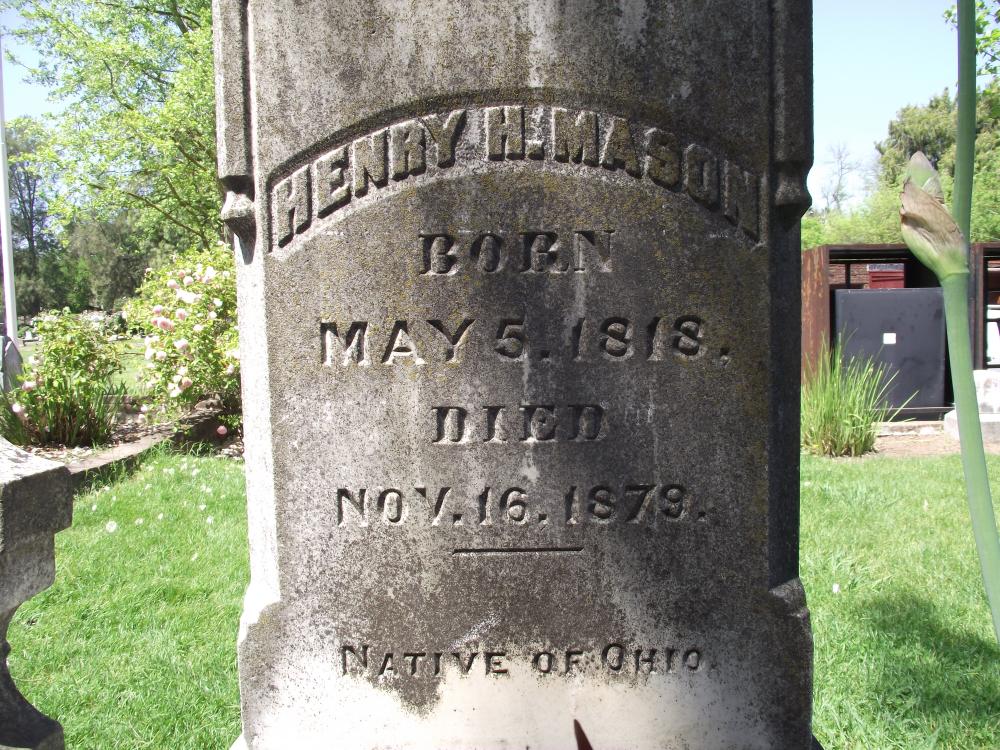 HENRY H. MASON
BORN
MAY 5. 1818.
DIED
NOV. 16. 1879.
NATIVE OF OHIO.